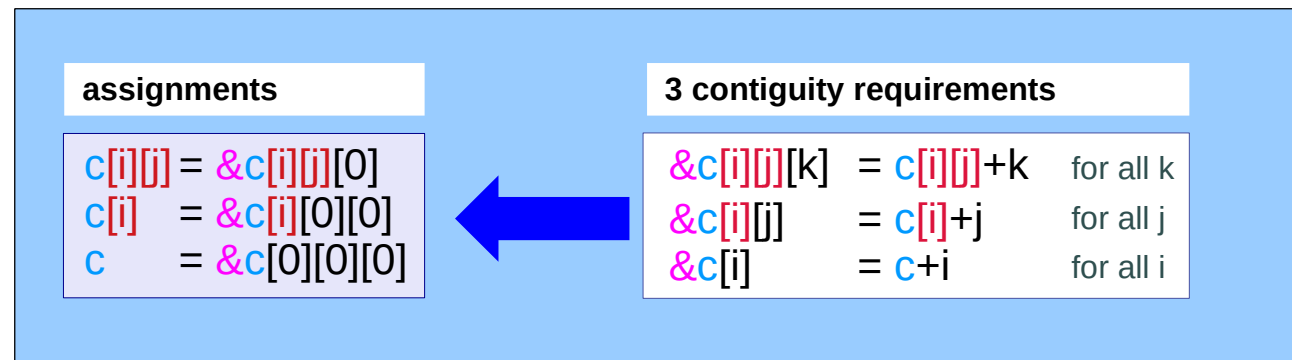 assignments
c[i][j] = &c[i][j][0]
c[i] = &c[i][0][0]
c = &c[0][0][0]
3 contiguity requirements
&c[i][j][k] = c[i][j]+k for all k
&c[i][j] = c[i]+j for all j
&c[i] = c+i for all i